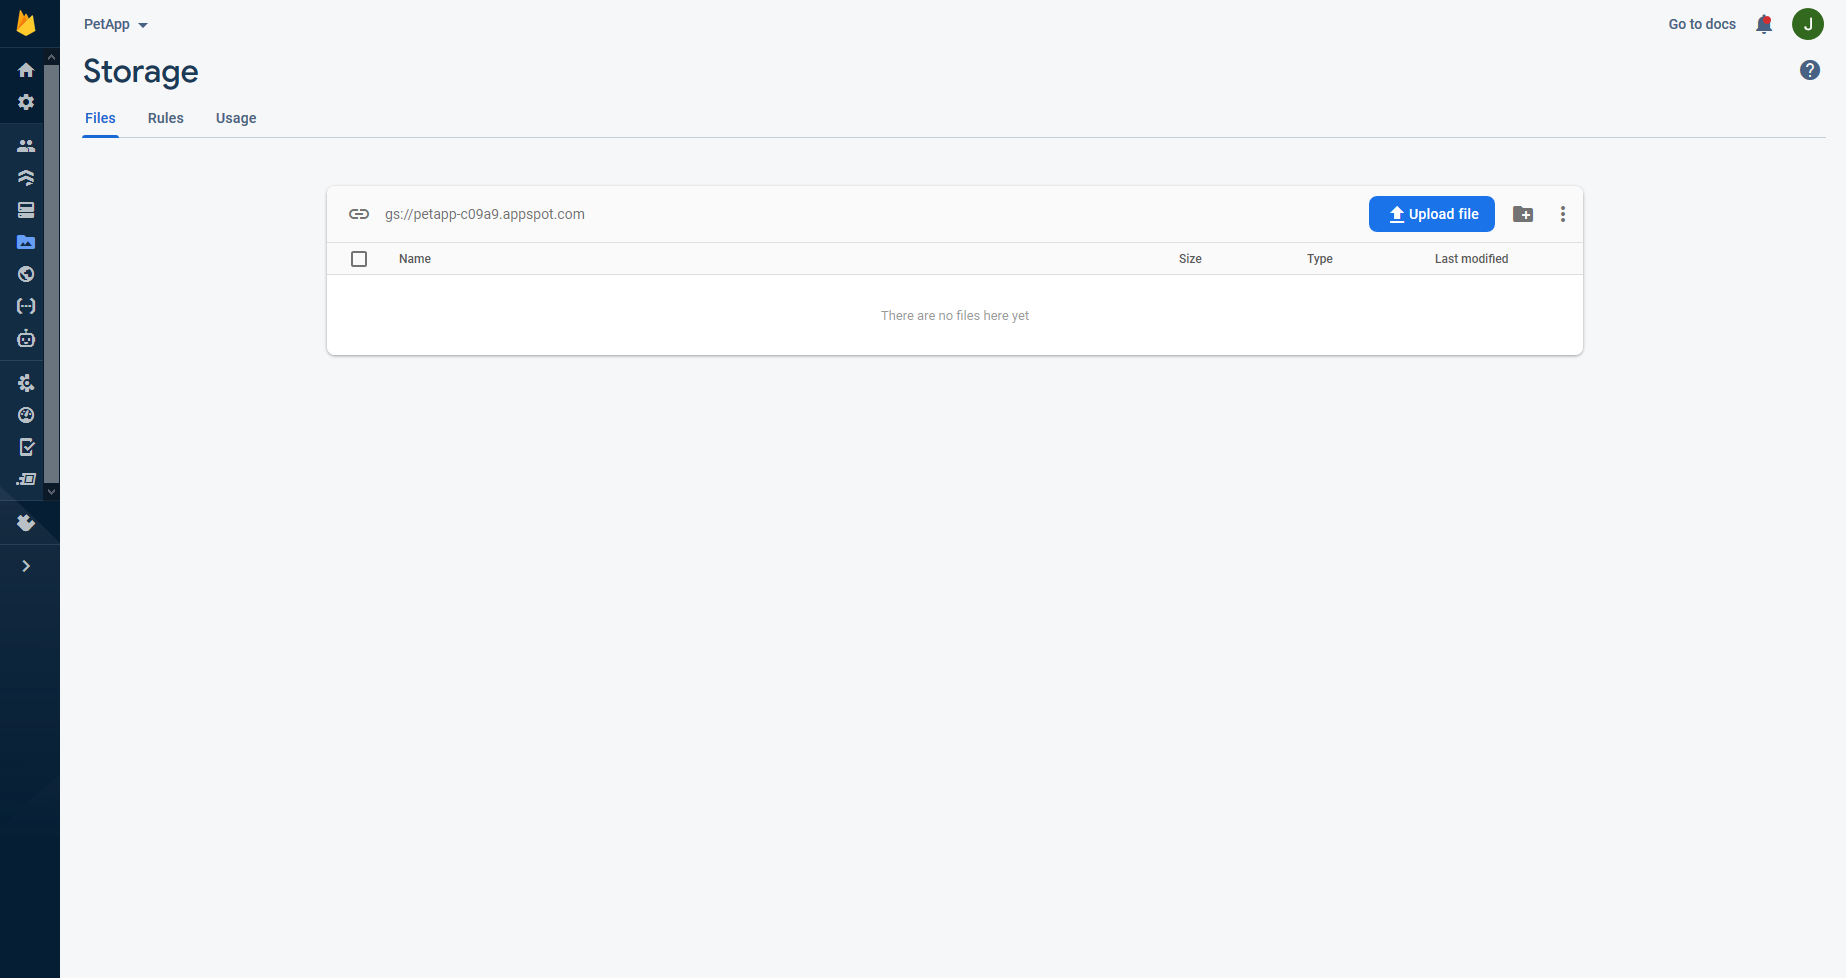 PetApp
Go to docs
J
Storage
Files Rules Usage
gs://petapp-c09a9.appspot.com
Upload file
Name Size Type Last modified
There are no files here yet